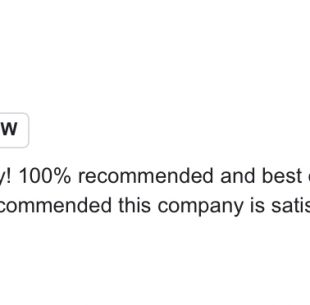 W
y! 100% recommended and best
commended this company is satis